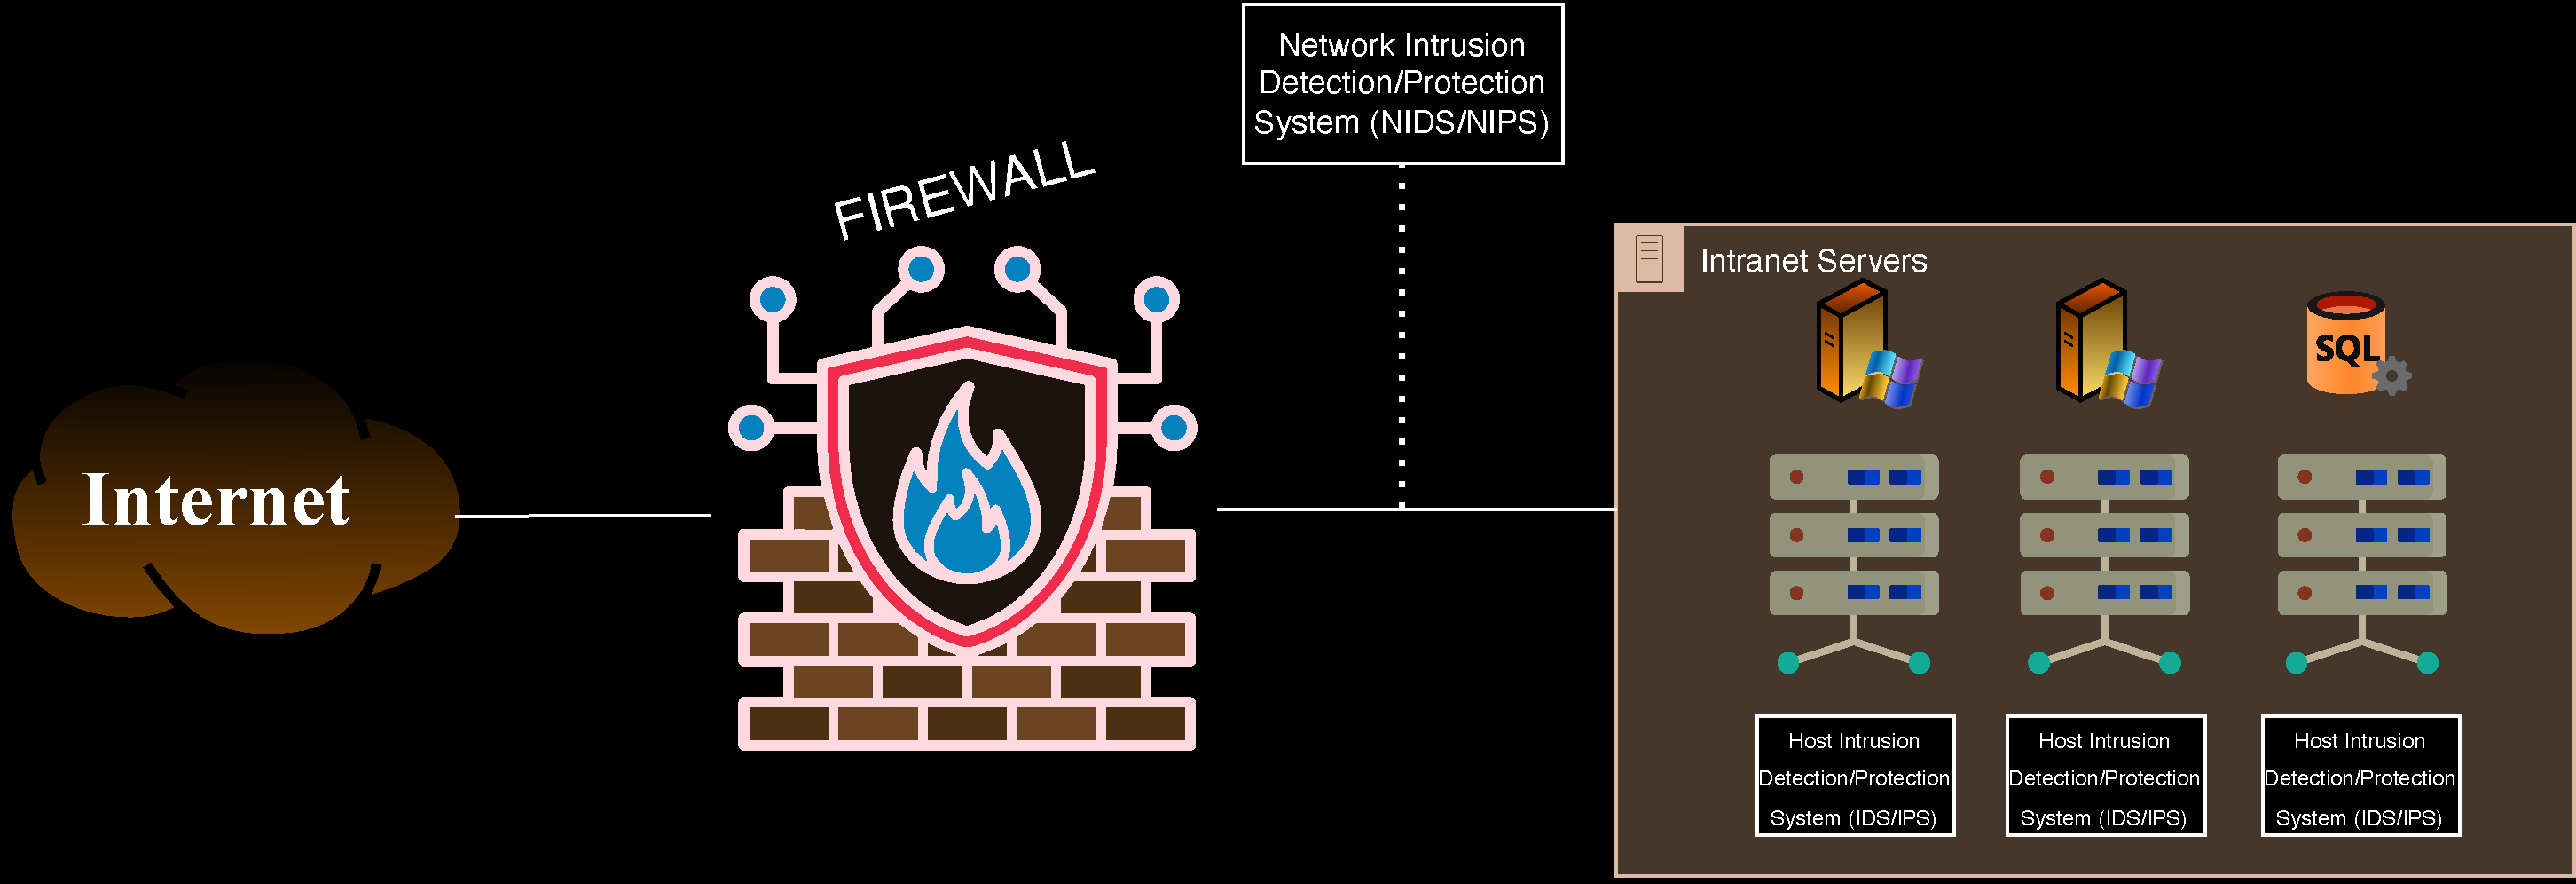 Network Intrusion
Detection/Protection
System (NIDS/NIPS)
FIREWALL
Internet
Intranet Servers
SQL
Host Intrusion
Detection/Protection
System (IDS/IPS)
Host Intrusion
Detection/Protection
System (IDS/IPS)
Host Intrusion
Detection/Protection
System (IDS/IPS)